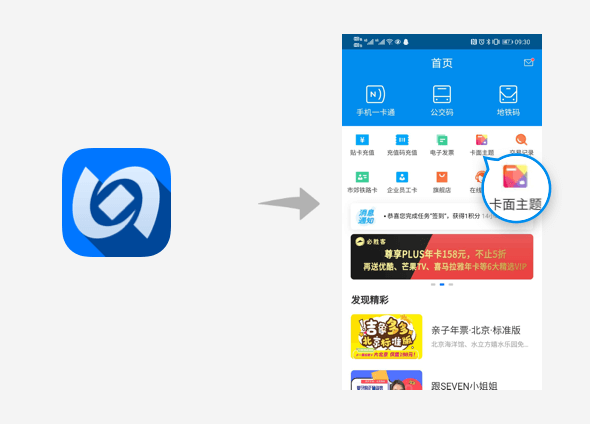 09:30
首页
手机一卡通 公交码 地铁码
贴卡充值 充值码充值 电子发票 卡面主题 交易记录
市郊铁路卡 企业员工卡 旗舰店 在线
卡面主题
消息通知
•恭喜您完成任务"签到"，获得1积分
必胜客
尊享PLUS年卡158元，不止5折
再送优酷、芒果TV、喜马拉雅年卡等6大精选VIP
发现精彩
吉象多多
北京标准版
亲子年票·北京·标准版
北京海洋馆、水立方嬉水乐园免...
跟SEVEN小姐姐